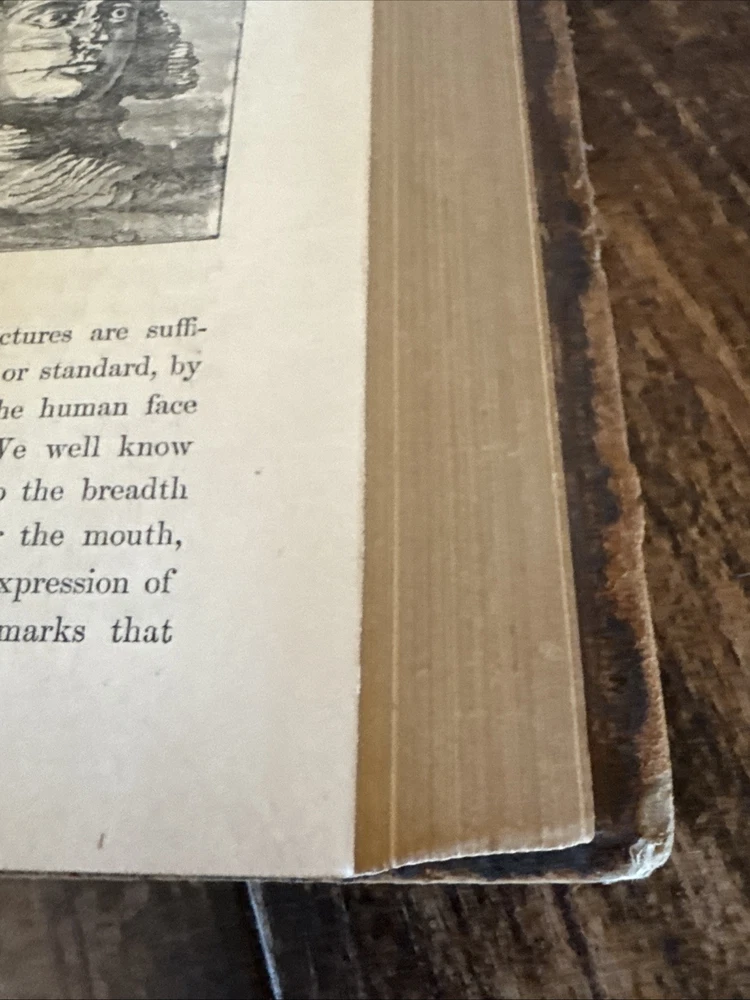 ctures are suffi-
or standard, by
he human face
We well know
the breadth
the mouth,
xpression of
marks that